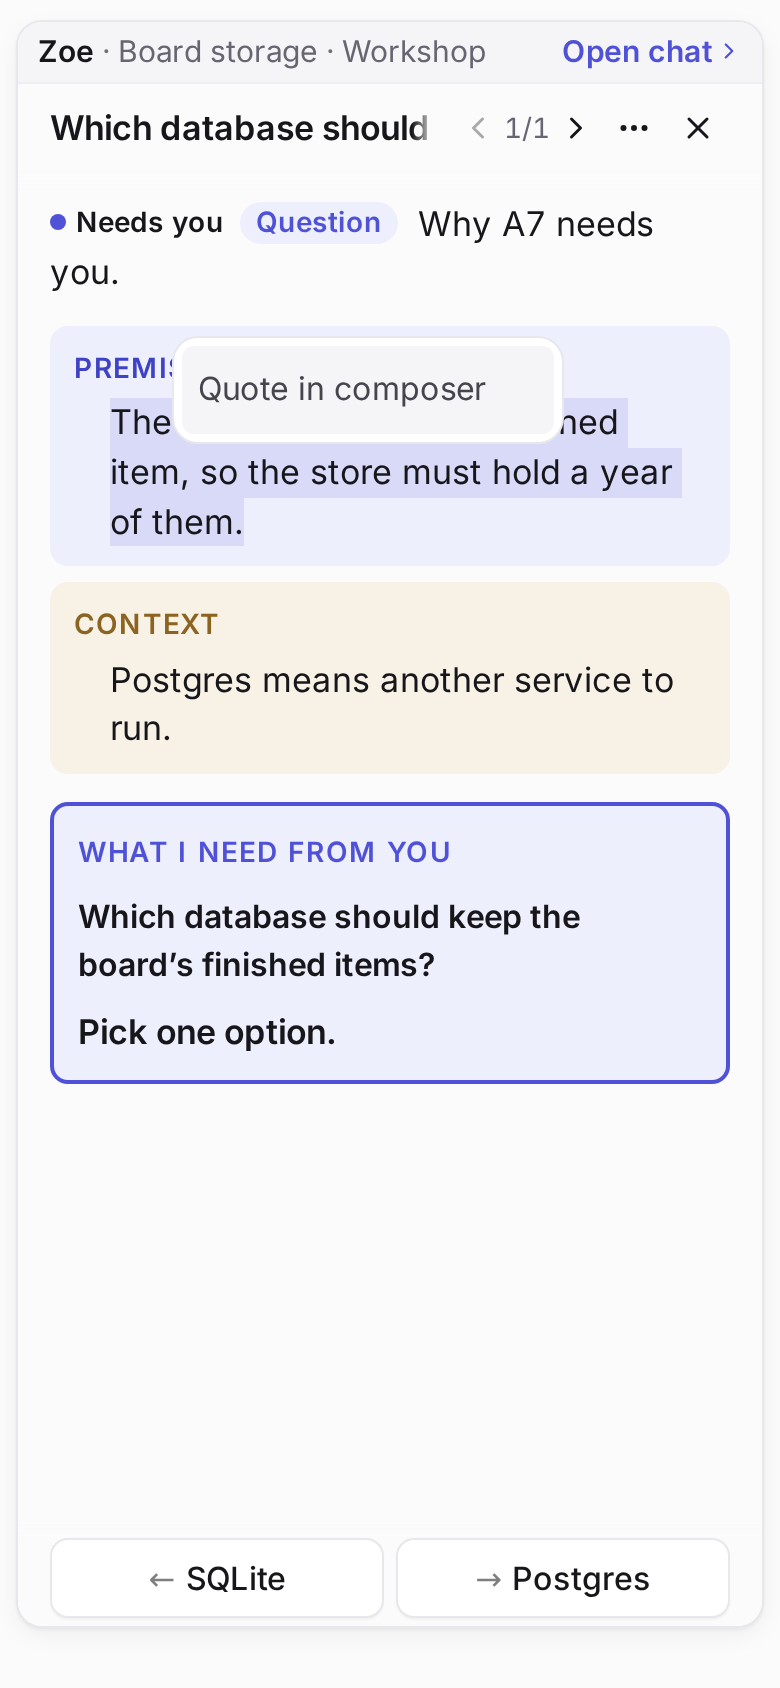 Zoe · Board storage · Workshop Open chat
Which database should 1/1
Needs you Question Why A7 needs
you.
Quote in composer
The
item, so the store must hold a year
of them.
CONTEXT
Postgres means another service to
run.
WHAT I NEED FROM YOU
Which database should keep the
board’s finished items?
Pick one option.
← SQLite → Postgres